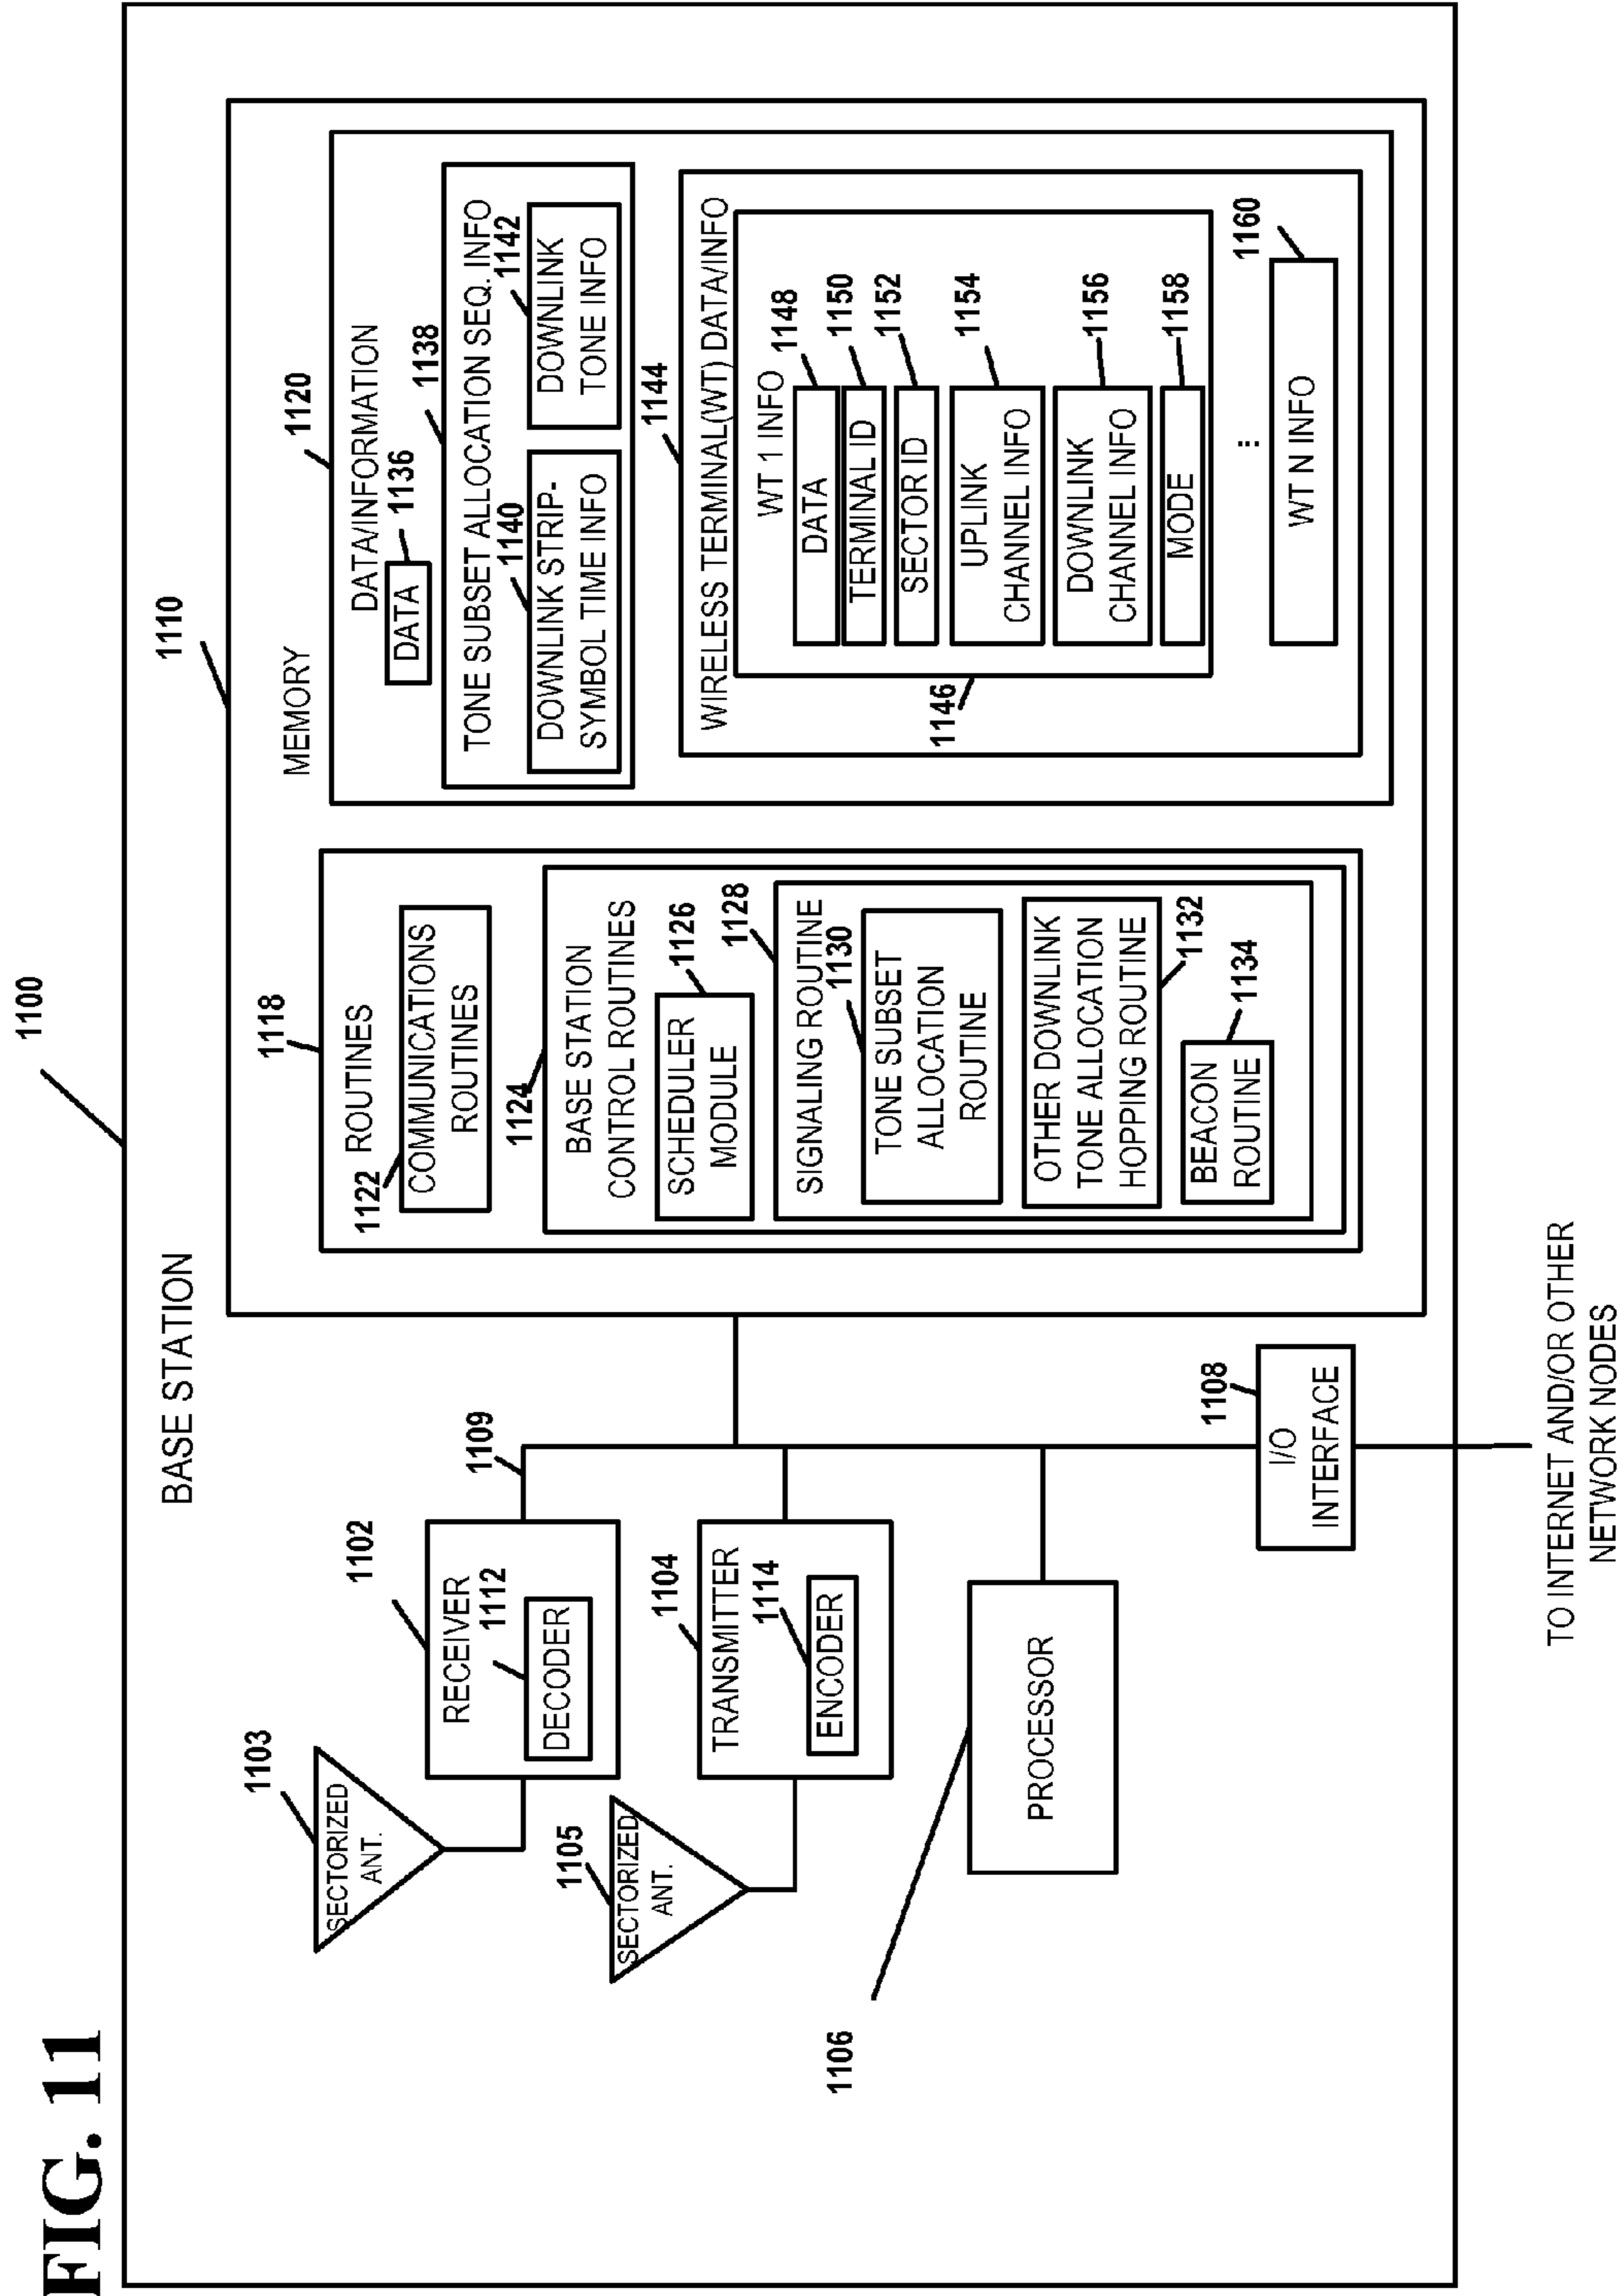 FIG. 11
1100
BASE STATION
1103
SECTORIZED
ANT.
1102
RECEIVER
1112
DECODER
1109
1105
SECTORIZED
ANT.
1104
TRANSMITTER
1114
ENCODER
1106
PROCESSOR
1108
I/O
INTERFACE
TO INTERNET AND/OR OTHER
NETWORK NODES
1110
MEMORY
1118
ROUTINES
1122
COMMUNICATIONS
ROUTINES
1124
BASE STATION
CONTROL ROUTINES
1126
SCHEDULER
MODULE
1128
SIGNALING ROUTINE
1130
TONE SUBSET
ALLOCATION
ROUTINE
OTHER DOWNLINK
TONE ALLOCATION
HOPPING ROUTINE
1132
BEACON
ROUTINE
1134
1120
DATA/INFORMATION
DATA
1136
1138
TONE SUBSET ALLOCATION SEQ. INFO
1140
DOWNLINK STRIP-
SYMBOL TIME INFO
1142
DOWNLINK
TONE INFO
1144
WIRELESS TERMINAL(WT) DATA/INFO
1146
WT 1 INFO
DATA
1148
TERMINAL ID
1150
SECTOR ID
1152
UPLINK
CHANNEL INFO
1154
DOWNLINK
CHANNEL INFO
1156
MODE
1158
...
WT N INFO
1160